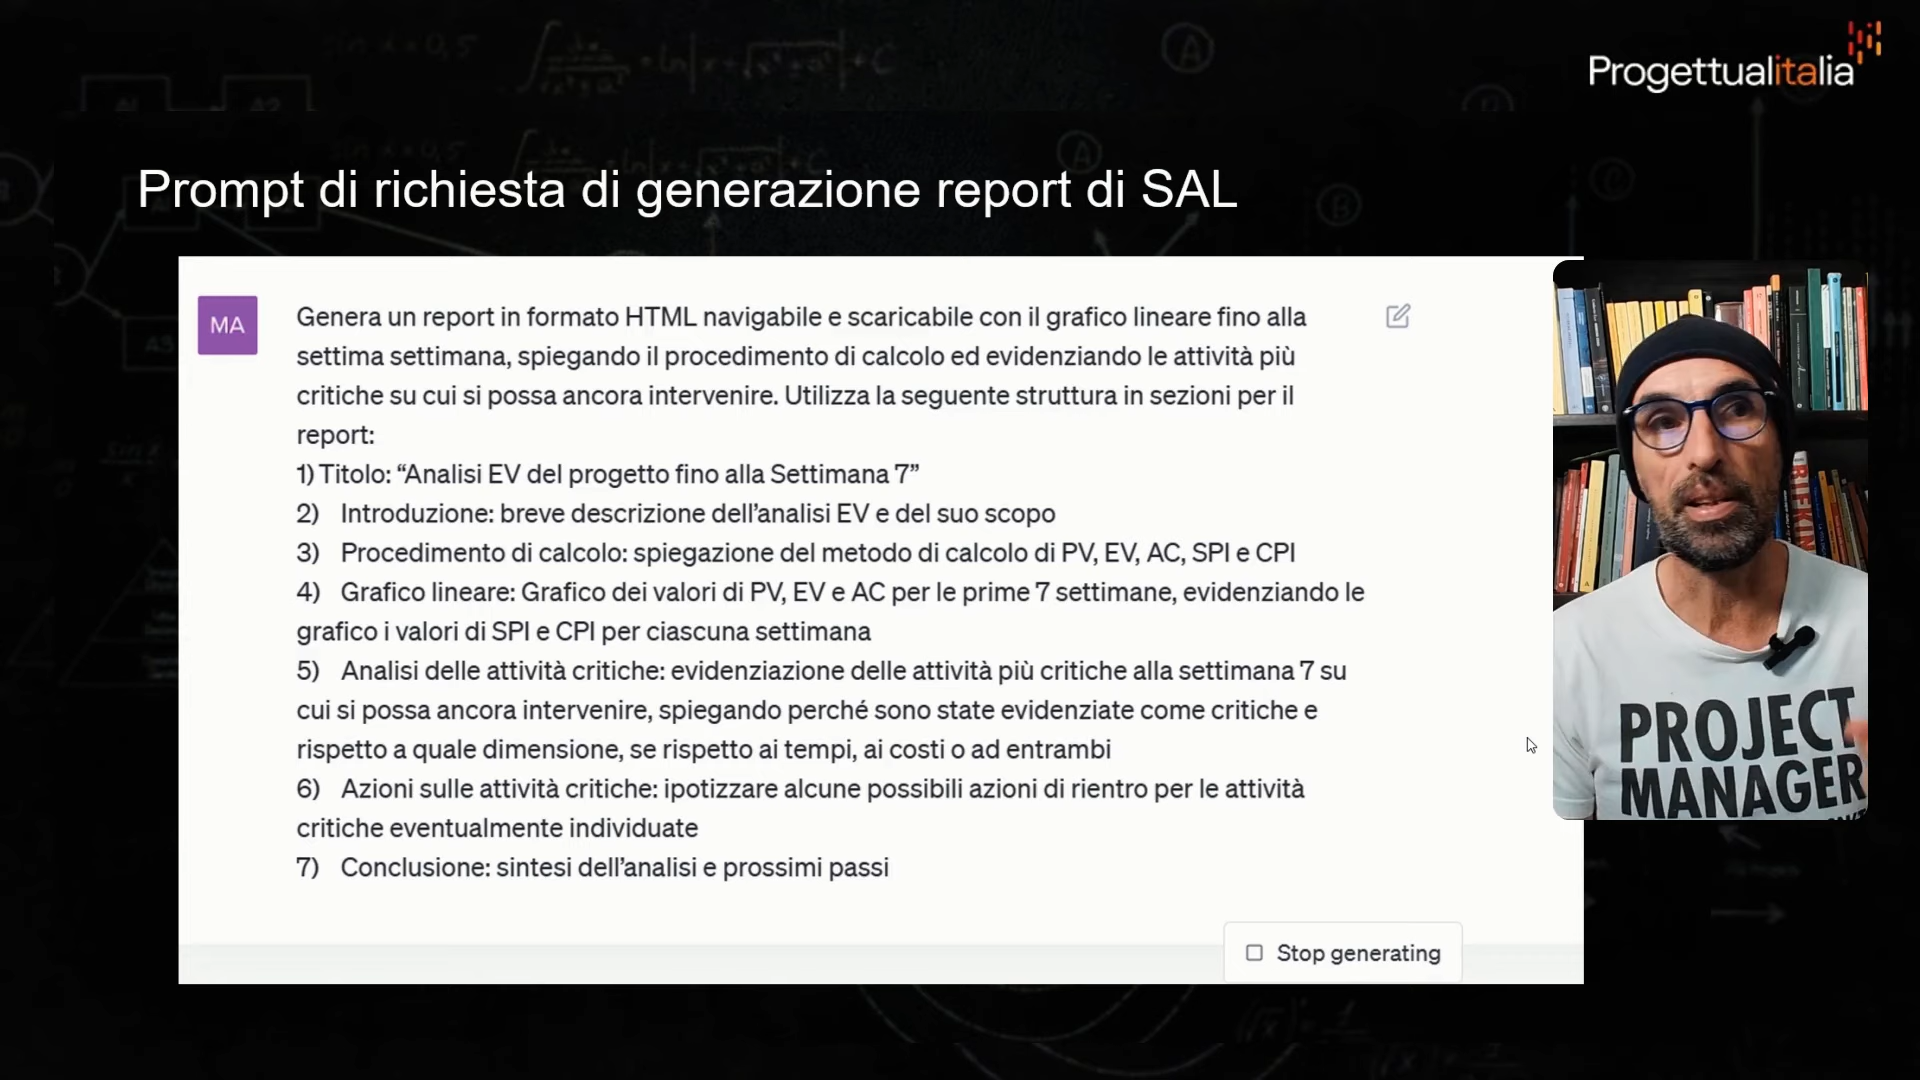 Progettualitalia
Prompt di richiesta di generazione report di SAL
MA
Genera un report in formato HTML navigabile e scaricabile con il grafico lineare fino alla
settima settimana, spiegando il procedimento di calcolo ed evidenziando le attività più
critiche su cui si possa ancora intervenire. Utilizza la seguente struttura in sezioni per il
report:
1) Titolo: “Analisi EV del progetto fino alla Settimana 7”
2) Introduzione: breve descrizione dell’analisi EV e del suo scopo
3) Procedimento di calcolo: spiegazione del metodo di calcolo di PV, EV, AC, SPI e CPI
4) Grafico lineare: Grafico dei valori di PV, EV e AC per le prime 7 settimane, evidenziando le
grafico i valori di SPI e CPI per ciascuna settimana
5) Analisi delle attività critiche: evidenziazione delle attività più critiche alla settimana 7 su
cui si possa ancora intervenire, spiegando perché sono state evidenziate come critiche e
rispetto a quale dimensione, se rispetto ai tempi, ai costi o ad entrambi
6) Azioni sulle attività critiche: ipotizzare alcune possibili azioni di rientro per le attività
critiche eventualmente individuate
7) Conclusione: sintesi dell’analisi e prossimi passi
Stop generating
PROJECT
MANAGER